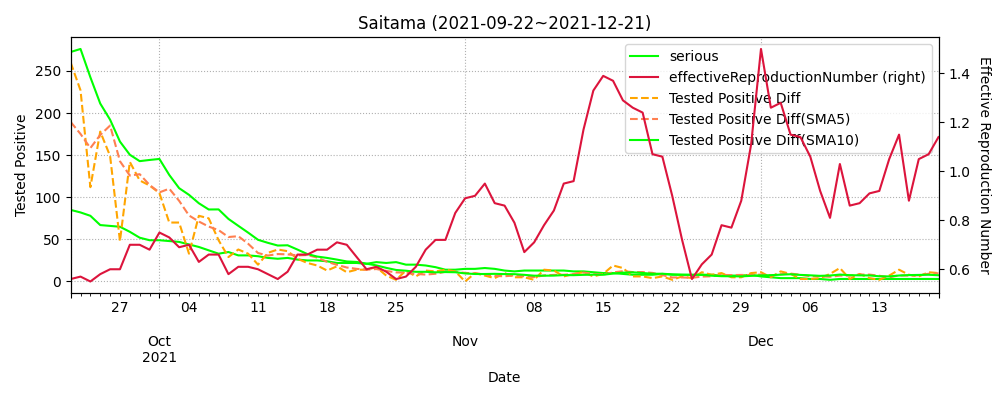 Saitama (2021-09-22~2021-12-21)
serious
effectiveReproductionNumber (right)
Tested Positive Diff
Tested Positive Diff(SMA5)
Tested Positive Diff(SMA10)
Tested Positive
250
200
150
100
50
0
Effective Reproduction Number
1.4
1.2
1.0
0.8
0.6
27 04 11 18 25 08 15 22 29 06 13
Oct Nov Dec
2021
Date